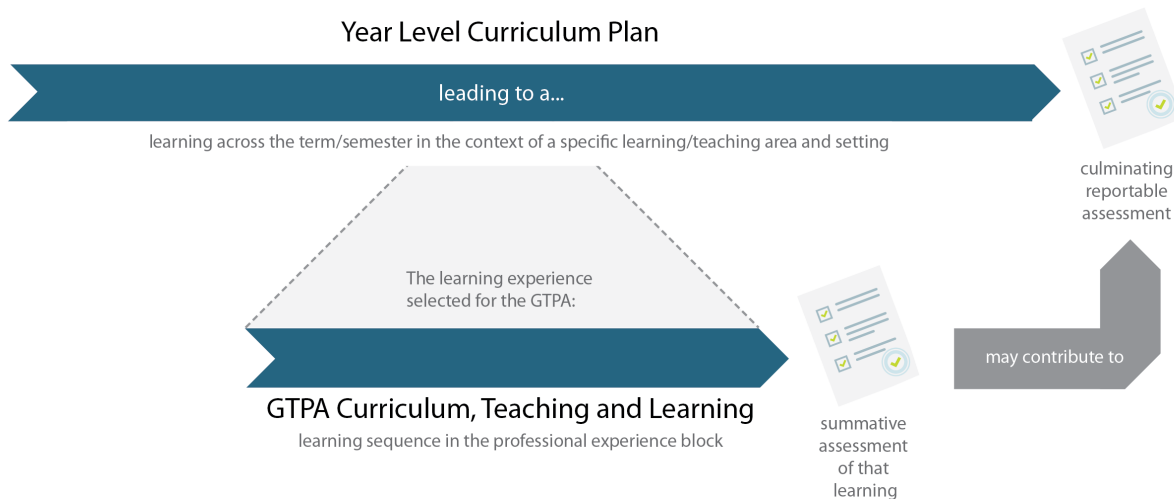 Year Level Curriculum Plan
leading to a...
learning across the term/semester in the context of a specific learning/teaching area and setting
culminating
reportable
assessment
The learning experience
selected for the GTPA:
may contribute to
GTPA Curriculum, Teaching and Learning
learning sequence in the professional experience block
summative
assessment
of that
learning